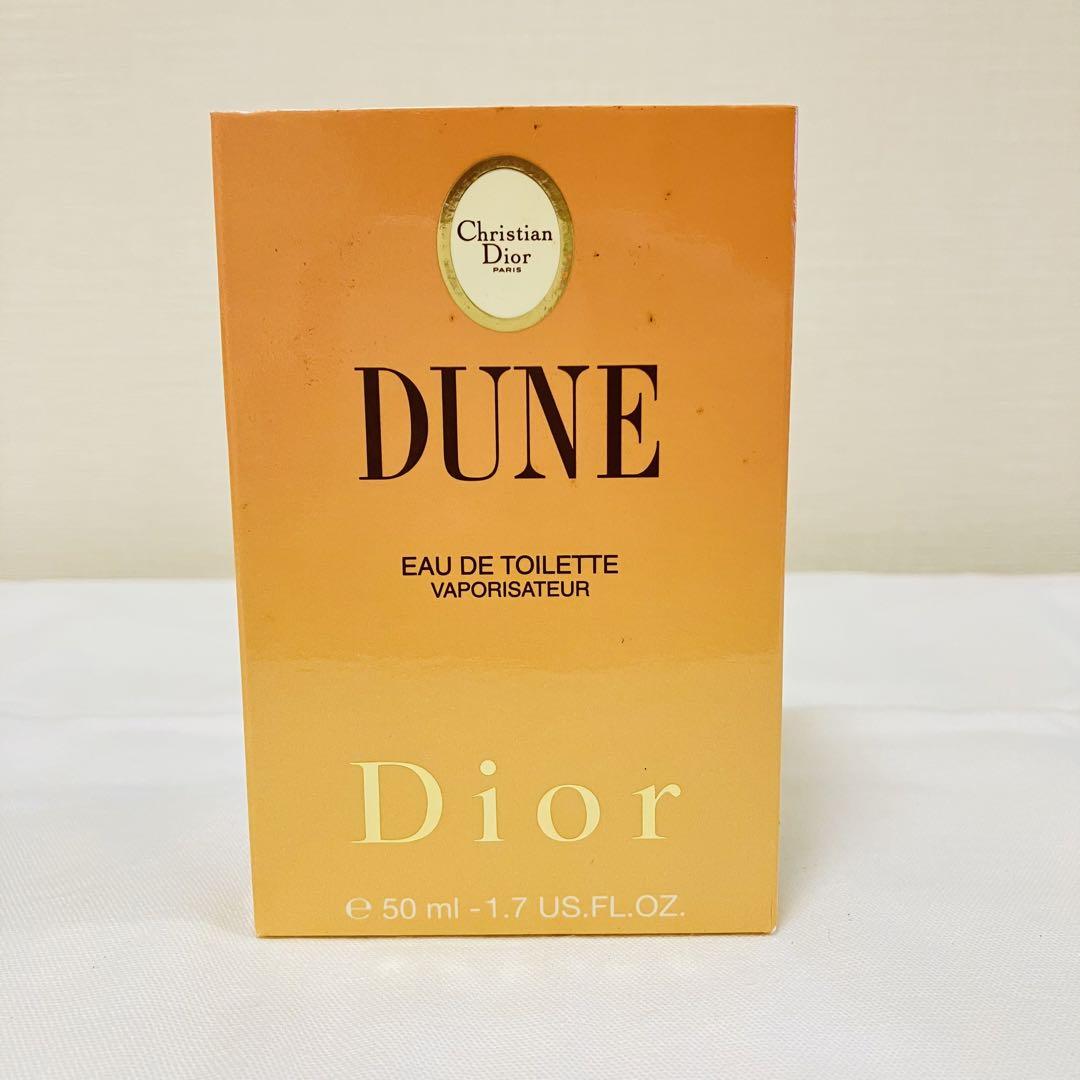 Christian
Dior
PARIS
DUNE
EAU DE TOILETTE
VAPORISATEUR
Dior
℮ 50 ml - 1.7 US.FL.OZ.